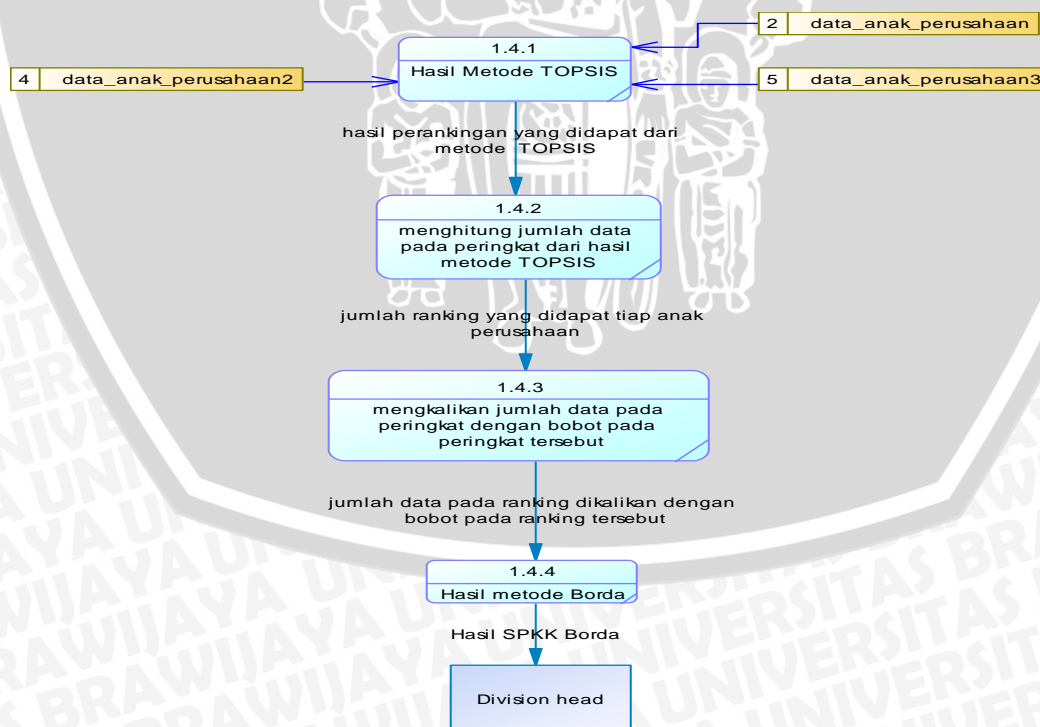 2 data_anak_perusahaan
1.4.1
Hasil Metode TOPSIS
4 data_anak_perusahaan2
5 data_anak_perusahaan3
hasil perankingan yang didapat dari
metode TOPSIS
1.4.2
menghitung jumlah data
pada peringkat dari hasil
metode TOPSIS
jumlah ranking yang didapat tiap anak
perusahaan
1.4.3
mengkalikan jumlah data pada
peringkat dengan bobot pada
peringkat tersebut
jumlah data pada ranking dikalikan dengan
bobot pada ranking tersebut
1.4.4
Hasil metode Borda
Hasil SPKK Borda
Division head